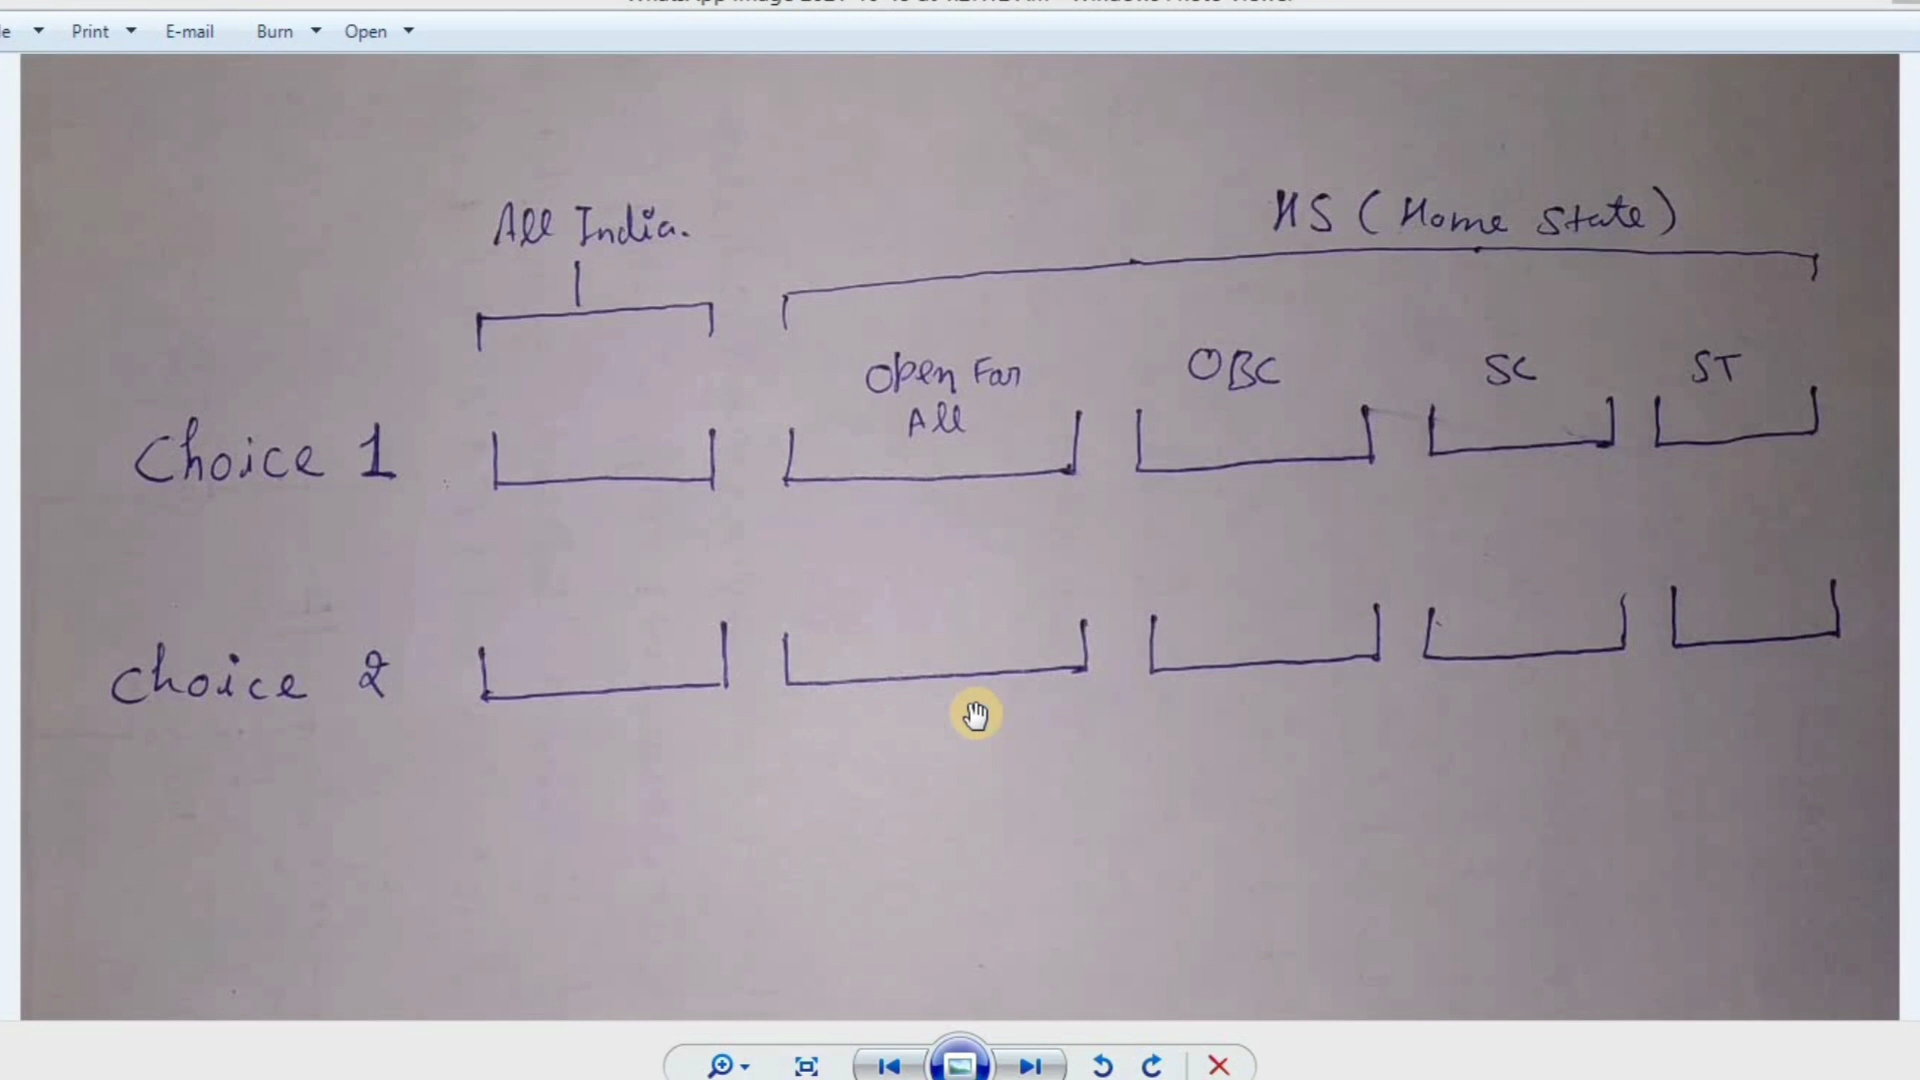 Print
E-mail
Burn
Open
All India.
HS (Home State)
Open For
All
OBC
SC
ST
Choice 1
Choice 2